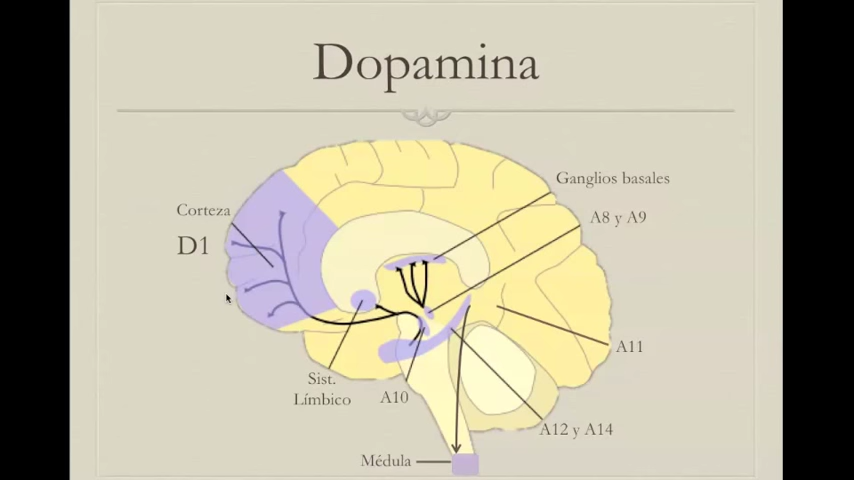 Dopamina
Ganglios basales
Corteza
A8 y A9
D1
A11
Sist.
Límbico
A10
A12 y A14
Médula